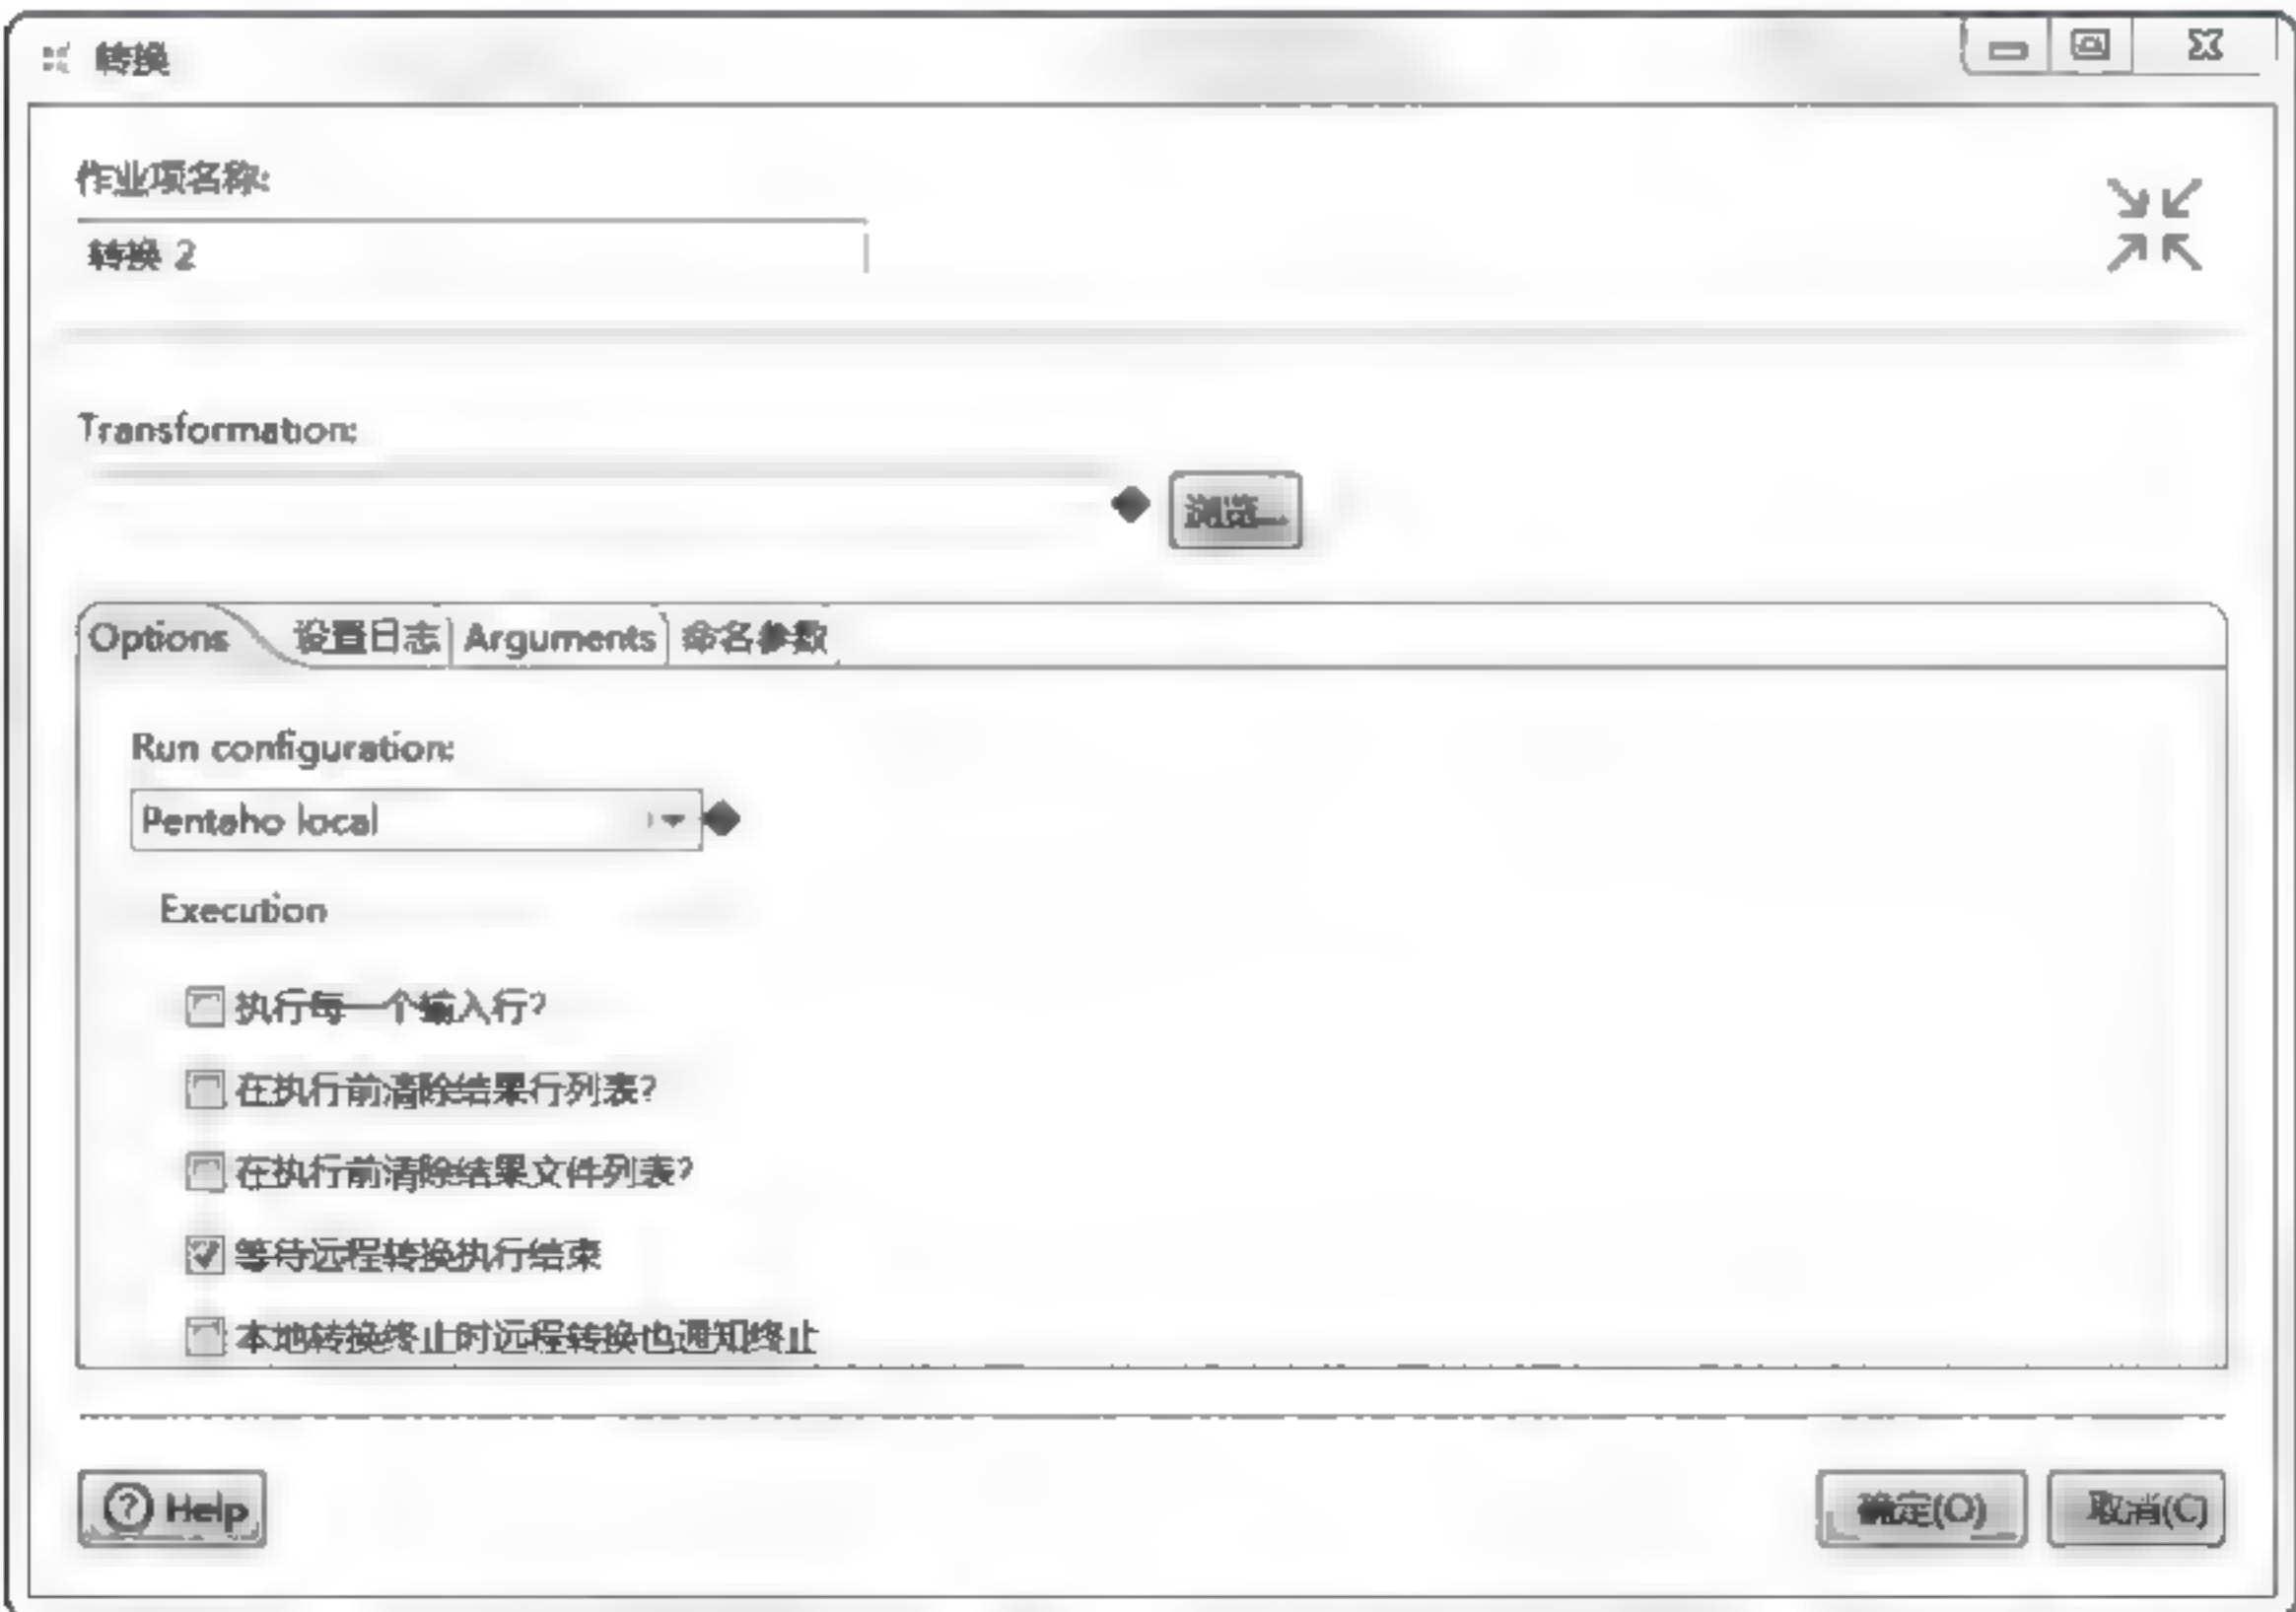 转换
作业项名称:
转换 2
Transformation:
浏览...
Options 设置日志 Arguments 命名参数
Run configuration:
Pentaho local
Execution
执行每一个输入行?
在执行前清除结果行列表?
在执行前清除结果文件列表?
等待远程转换执行结束
本地转换终止时远程转换也通知终止
Help 确定(O) 取消(C)